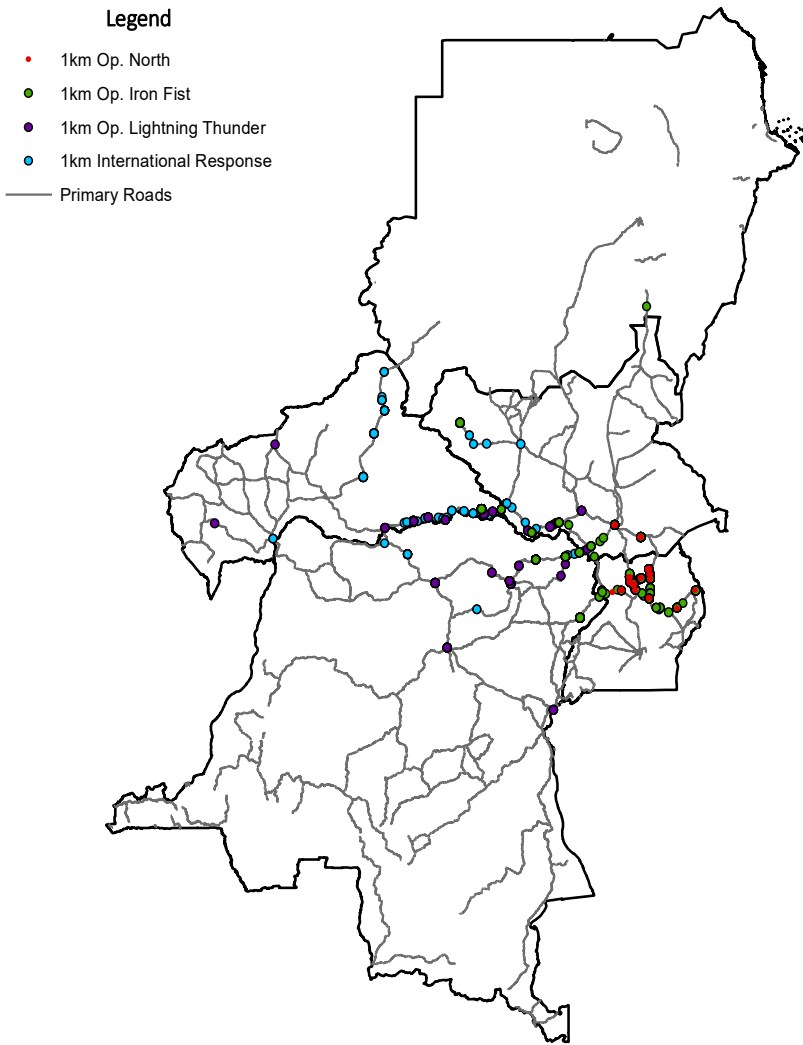 Legend
1km Op. North
1km Op. Iron Fist
1km Op. Lightning Thunder
1km International Response
Primary Roads